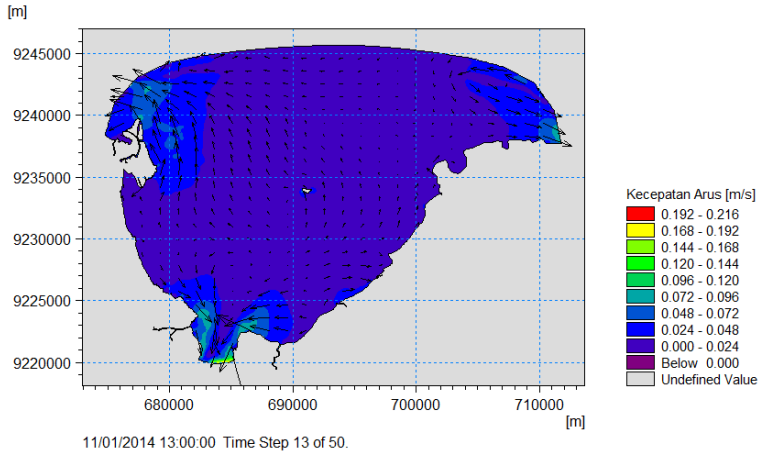 [m]
9245000
9240000
9235000
9230000
9225000
9220000
680000 690000 700000 710000
[m]
11/01/2014 13:00:00 Time Step 13 of 50.
Kecepatan Arus [m/s]
0.192 - 0.216
0.168 - 0.192
0.144 - 0.168
0.120 - 0.144
0.096 - 0.120
0.072 - 0.096
0.048 - 0.072
0.024 - 0.048
0.000 - 0.024
Below 0.000
Undefined Value